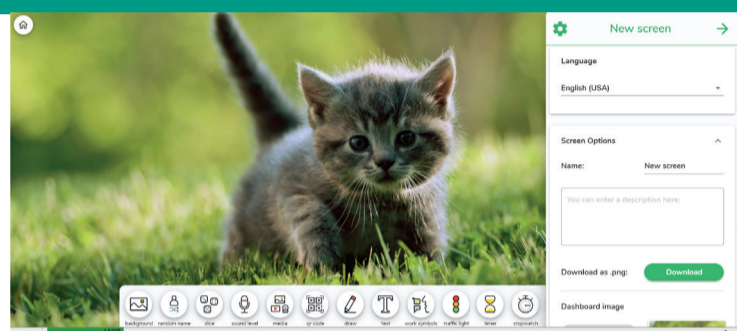 New screen
Language
English (USA)
Screen Options
Name: New screen
You can enter a description here:
Download as .png: Download
Dashboard image
background random name dice sound level media qr code draw text work symbols traffic light timer stopwatch